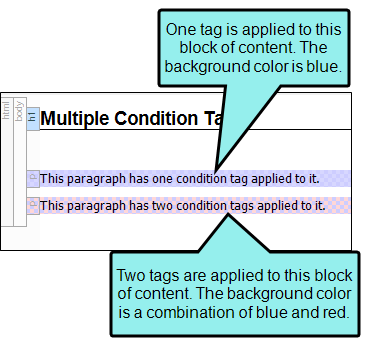 One tag is applied to this
block of content. The
background color is blue.
html
body
h1
Multiple Condition Ta
p
This paragraph has one condition tag applied to it.
p
This paragraph has two condition tags applied to it.
Two tags are applied to this block
of content. The background color
is a combination of blue and red.